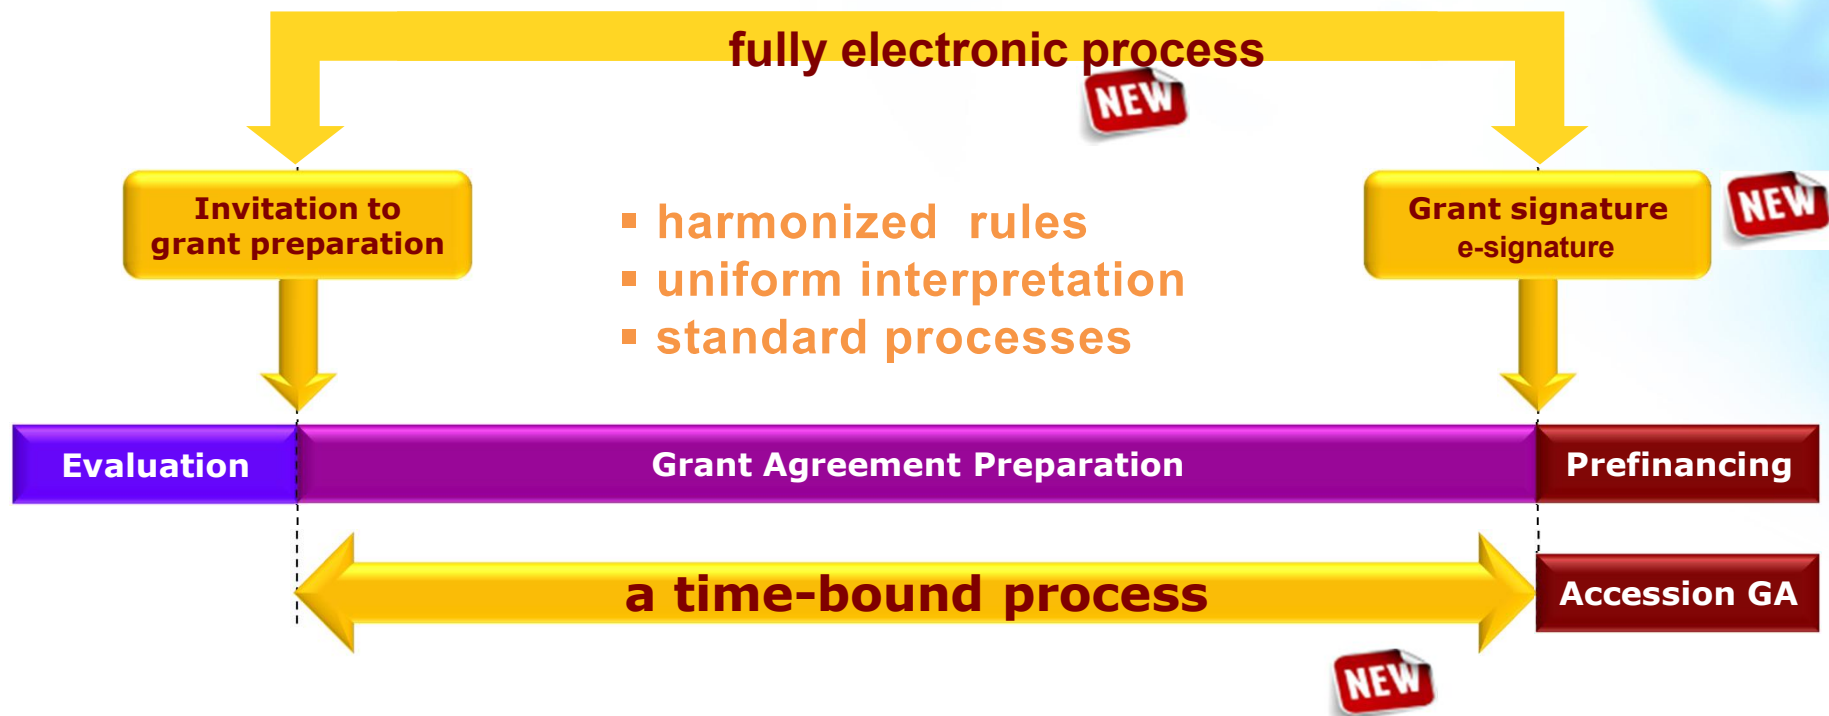 fully electronic process
NEW
Invitation to
grant preparation
▪ harmonized rules
▪ uniform interpretation
▪ standard processes
Grant signature
e-signature
NEW
Evaluation
Grant Agreement Preparation
Prefinancing
a time-bound process
Accession GA
NEW